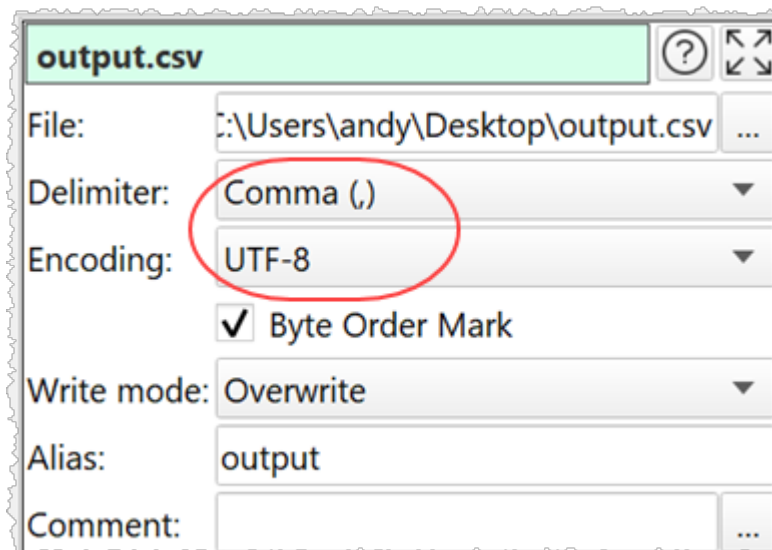 output.csv
File: C:\Users\andy\Desktop\output.csv ...
Delimiter: Comma (,)
Encoding: UTF-8
Byte Order Mark
Write mode: Overwrite
Alias: output
Comment: ...